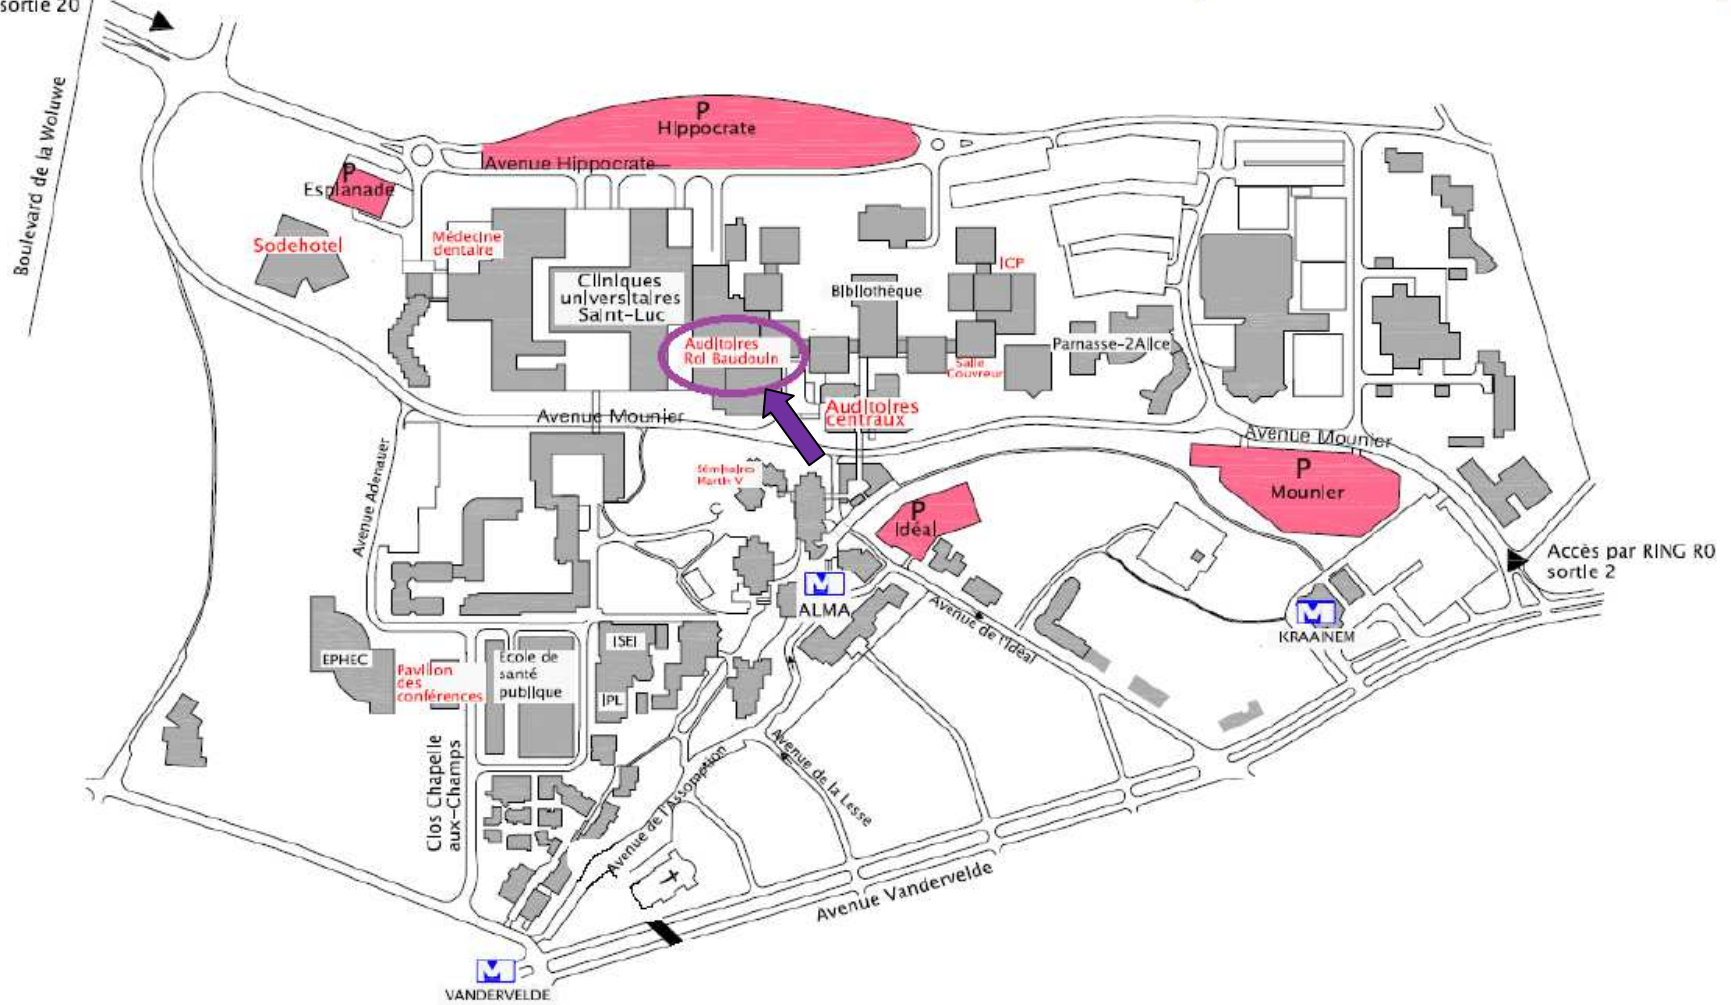 sortie 20
Boulevard de la Woluwe
P
Hippocrate
Avenue Hippocrate
P
Esplanade
Sodehotel
Médecine
dentaire
Cliniques
universitaires
Saint-Luc
Bibliothèque
ICP
Auditoires
Roi Baudouin
Salle
Couvreur
Parnasse-2Alice
Auditoires
centraux
Avenue Mounier
Avenue Mounier
P
Mounier
Avenue Adenauer
Séminaires
Martin V
P
Idéal
Accès par RING R0
sortie 2
M
ALMA
M
KRAAINEM
Avenue de l'Idéal
EPHEC
Pavillon
des
conférences
Ecole de
santé
publique
ISEI
IPL
Clos Chapelle
aux-Champs
Avenue de l'Assomption
Avenue de la Lesse
Avenue Vandervelde
M
VANDERVELDE